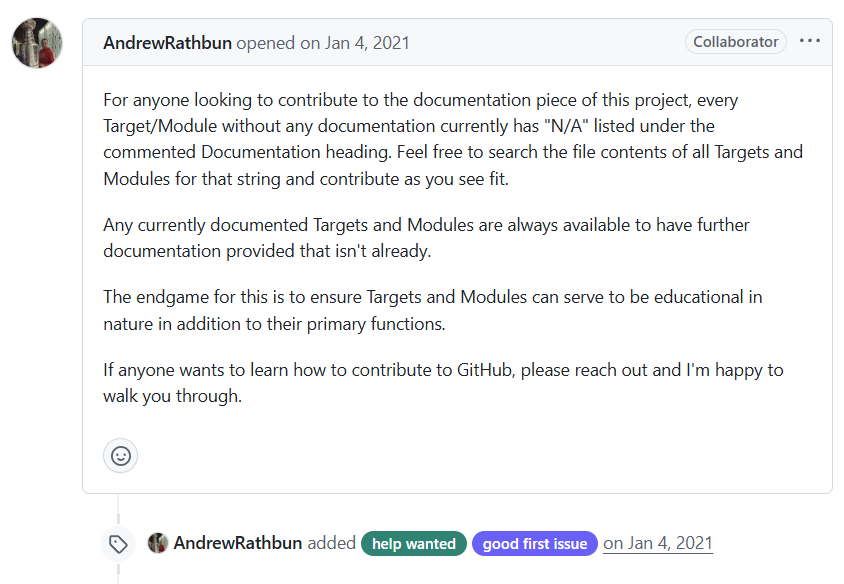 AndrewRathbun opened on Jan 4, 2021
Collaborator
For anyone looking to contribute to the documentation piece of this project, every
Target/Module without any documentation currently has "N/A" listed under the
commented Documentation heading. Feel free to search the file contents of all Targets and
Modules for that string and contribute as you see fit.
Any currently documented Targets and Modules are always available to have further
documentation provided that isn't already.
The endgame for this is to ensure Targets and Modules can serve to be educational in
nature in addition to their primary functions.
If anyone wants to learn how to contribute to GitHub, please reach out and I'm happy to
walk you through.
AndrewRathbun added help wanted good first issue on Jan 4, 2021